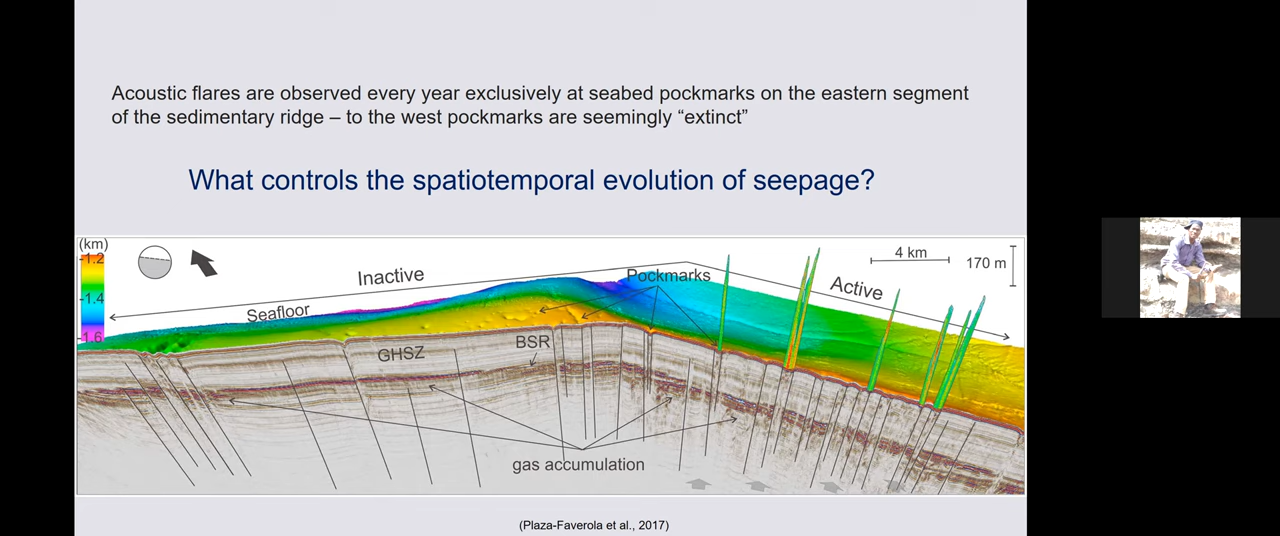 Acoustic flares are observed every year exclusively at seabed pockmarks on the eastern segment
of the sedimentary ridge – to the west pockmarks are seemingly “extinct”
What controls the spatiotemporal evolution of seepage?
(km)
-1.2
-1.4
-1.6
Inactive
Seafloor
Pockmarks
4 km
170 m
Active
GHSZ
BSR
gas accumulation
(Plaza-Faverola et al., 2017)